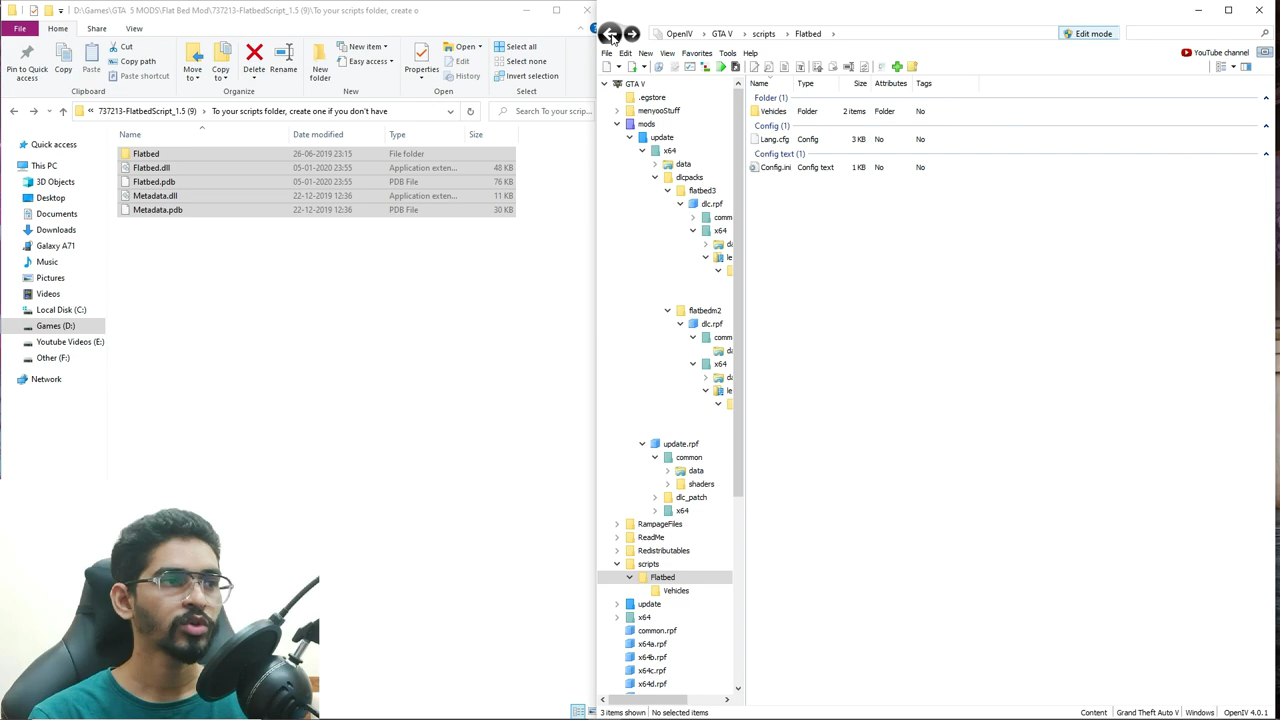 D:\Games\GTA  5 MODS\Flat Bed Mod\737213-FlatbedScript_1.5 (9)\To your scripts folder, create o
File
Home
Share
View
Pin to Quick access
Copy
Paste
Cut
Copy path
Paste shortcut
Clipboard
Move to
Copy to
Delete
Rename
Organize
New folder
New item
Easy access
New
Properties
Open
Edit
History
Open
Select all
Select none
Invert selection
Select
737213-FlatbedScript_1.5 (9)
To your scripts folder, create one if you don't have
Search To your scrip...
Name
Date modified
Type
Size
Flatbed 26-06-2019 23:15 File folder
Flatbed.dll 05-01-2020 23:55 Application exten... 48 KB
Flatbed.pdb 05-01-2020 23:55 PDB File 76 KB
Metadata.dll 22-12-2019 12:36 Application exten... 11 KB
Metadata.pdb 22-12-2019 12:36 PDB File 30 KB
Quick access
This PC
3D Objects
Desktop
Documents
Downloads
Galaxy A71
Music
Pictures
Videos
Local Disk (C:)
Games (D:)
Youtube Videos (E:)
Other (F:)
Network
OpenIV
GTA V
scripts
Flatbed
Edit mode
File Edit New View Favorites Tools Help
YouTube channel
GTA V
.egstore
menyooStuff
mods
update
x64
data
dlcpacks
flatbed3
dlc.rpf
comm
x64
da
le
flatbedm2
dlc.rpf
comm
da
x64
da
le
update.rpf
common
data
shaders
dlc_patch
x64
RampageFiles
ReadMe
Redistributables
scripts
Flatbed
Vehicles
update
x64
common.rpf
x64a.rpf
x64b.rpf
x64c.rpf
x64d.rpf
Name Type Size Attributes Tags
Folder (1)
Vehicles Folder 2 items No No
Config (1)
Lang.cfg Config 3 KB No No
Config text (1)
Config.ini Config text 1 KB No No
3 items shown
No selected items
Content
Grand Theft Auto V
Windows
OpenIV 4.0.1